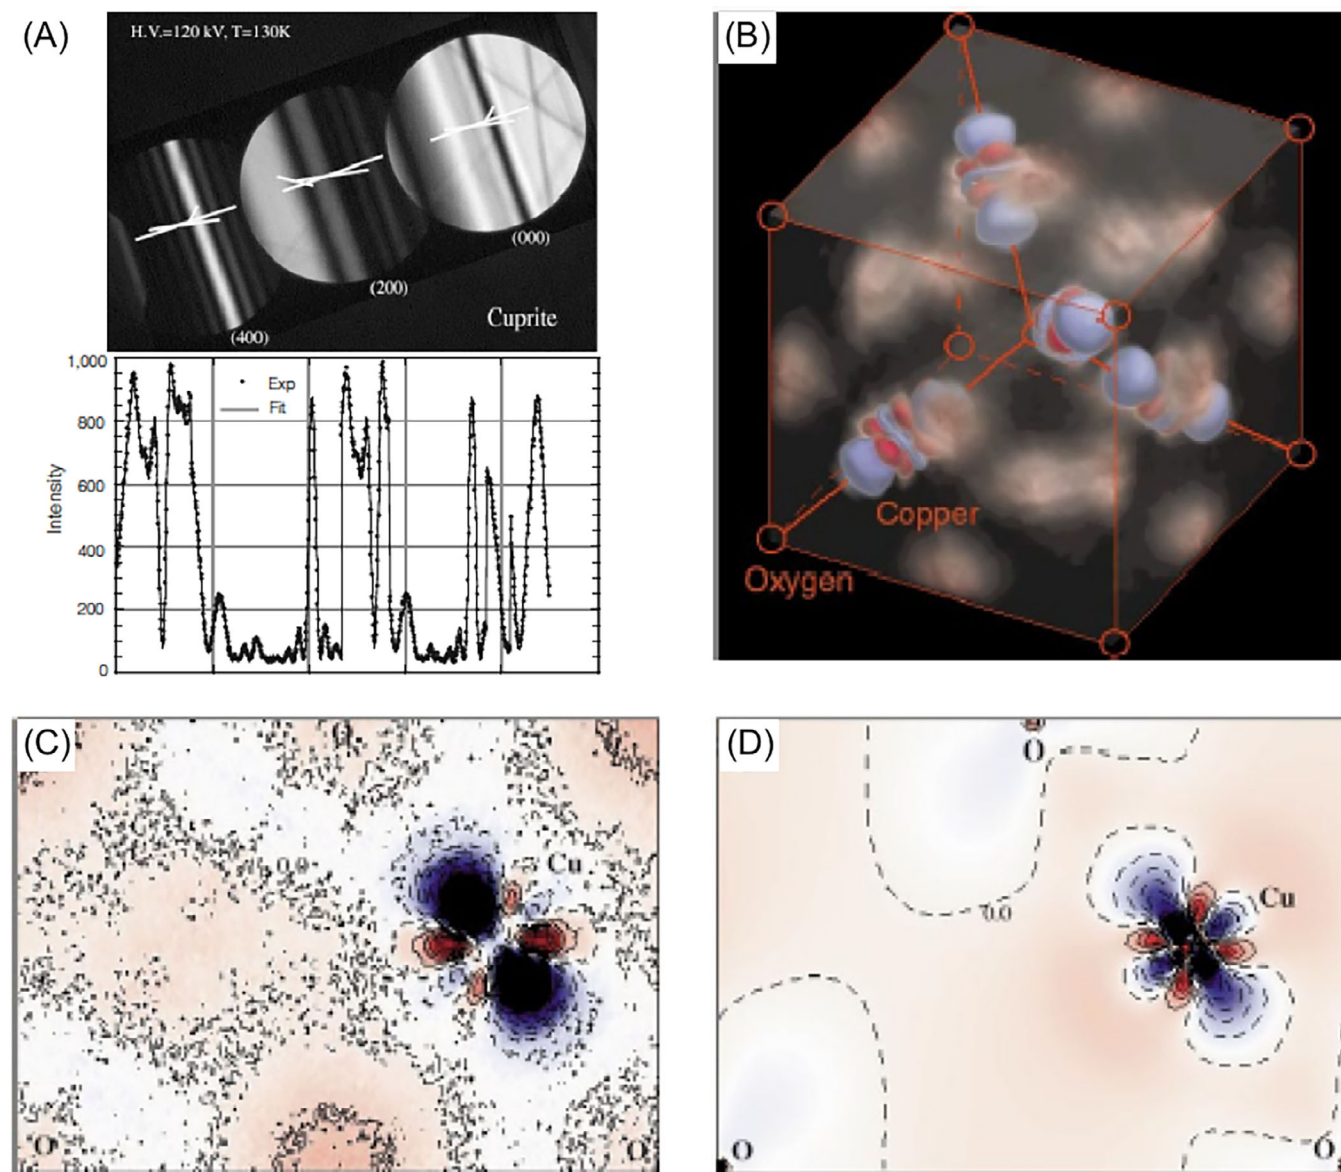 (A)
H.V.=120 kV, T=130K
(000)
(200)
Cuprite
(400)
1,000
800
600
400
200
0
Intensity
Exp
Fit
(B)
Copper
Oxygen
(C)
0.0
Cu
O
O
(D)
O
Cu
0.0
O
O